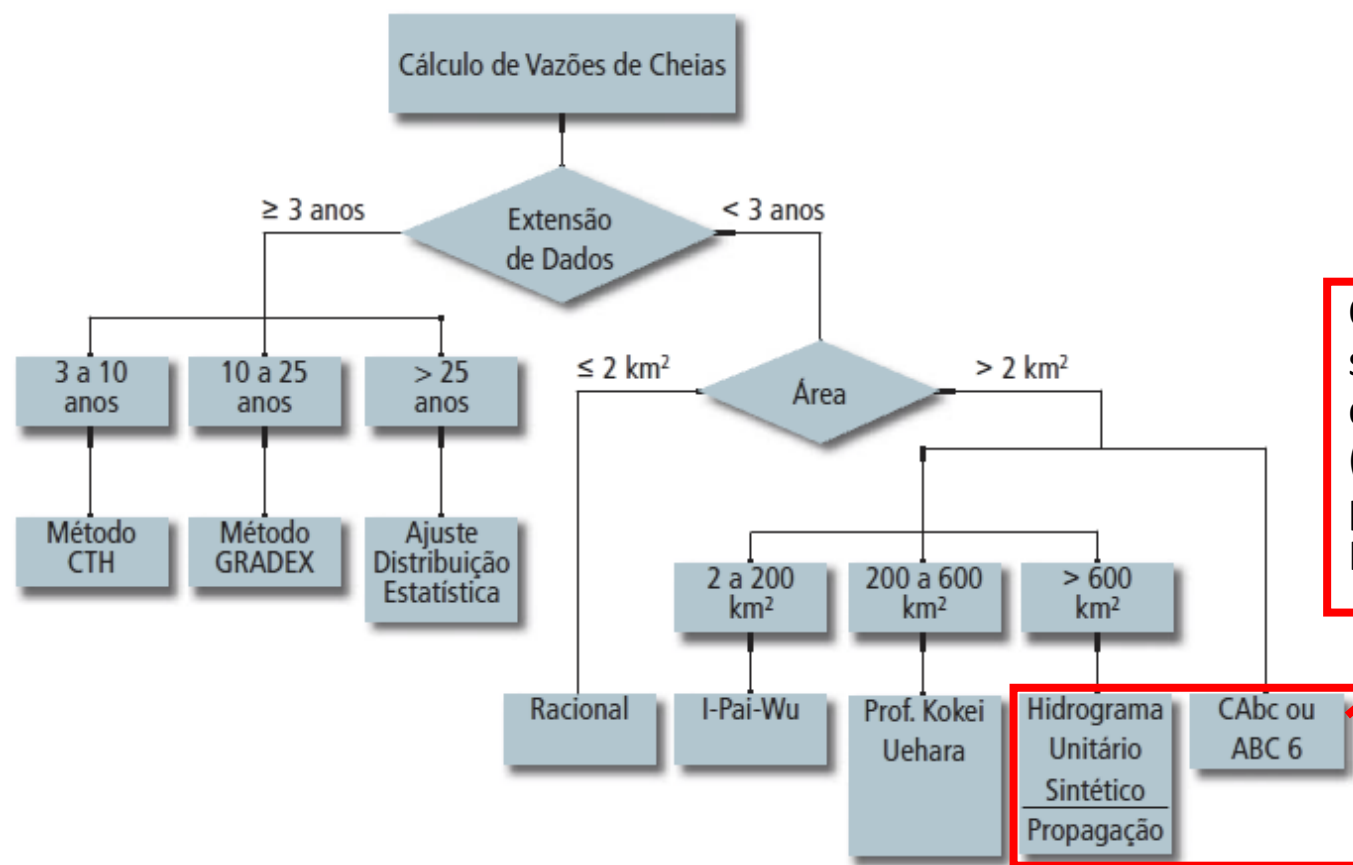 Cálculo de Vazões de Cheias
≥ 3 anos
< 3 anos
Extensão
de Dados
3 a 10
anos
10 a 25
anos
> 25
anos
≤ 2 km²
> 2 km²
Área
Método
CTH
Método
GRADEX
Ajuste
Distribuição
Estatística
2 a 200
km²
200 a 600
km²
> 600
km²
Racional
I-Pai-Wu
Prof. Kokei
Uehara
Hidrograma
Unitário
Sintético
Propagação
CAbc ou
ABC 6